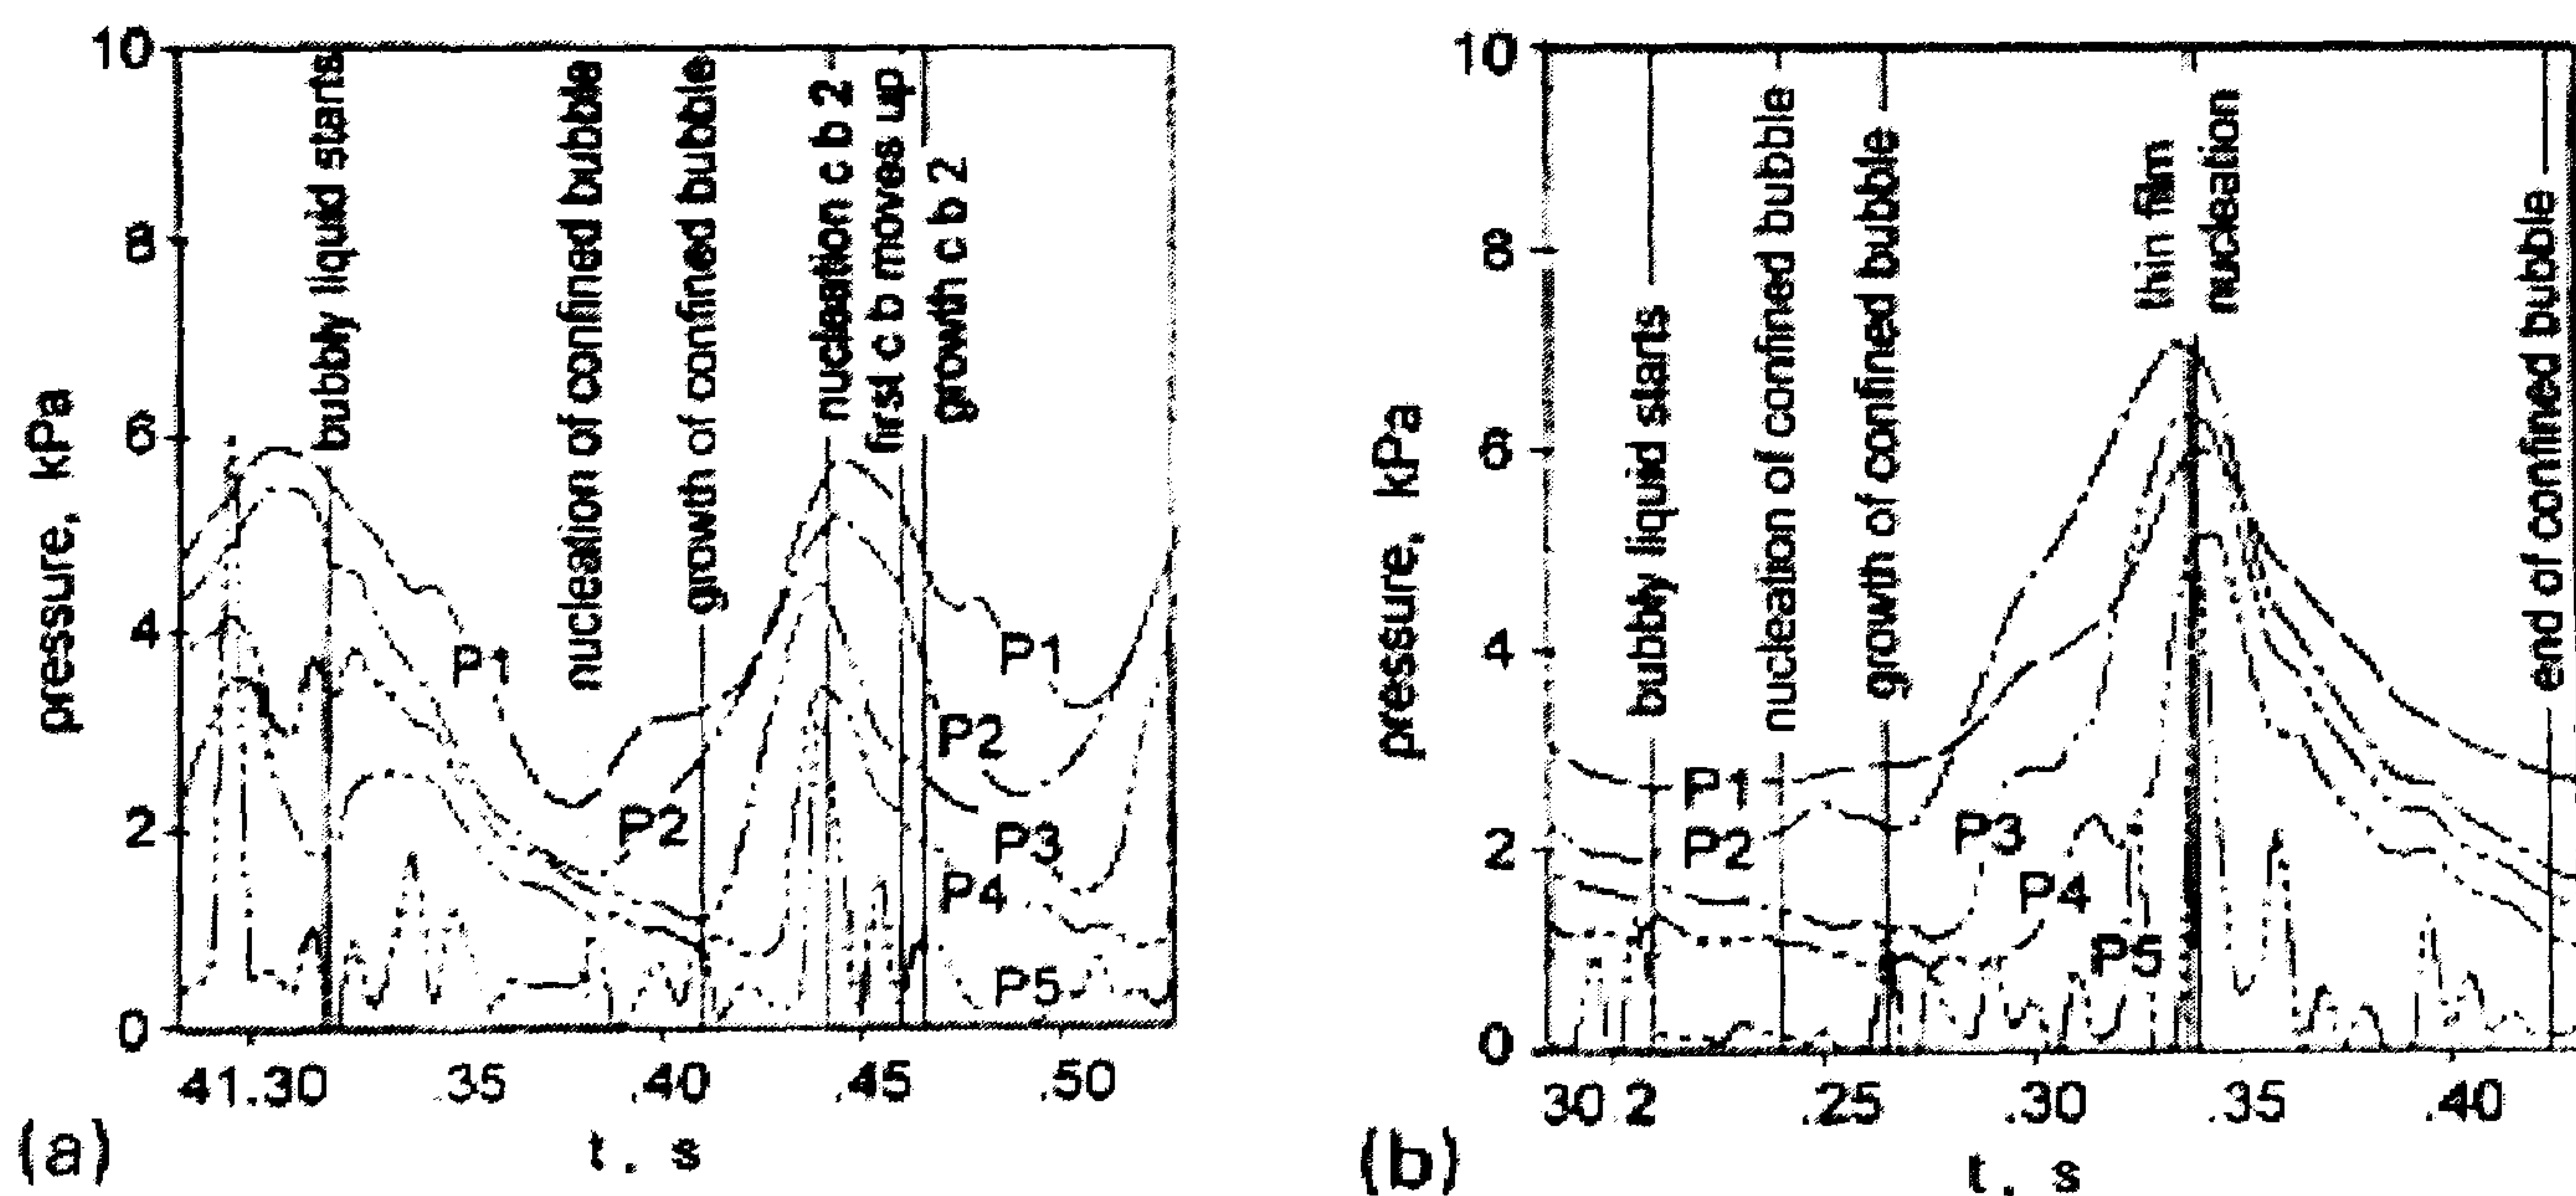 10
8
6
4
2
0
pressure, kPa
bubbly liquid starts
nucleation of confined bubble
growth of confined bubble
nucleation c b 2
first c b moves up
growth c b 2
P1
P2
P1
P2
P3
P4
P5
41.30 .35 .40 .45 .50
(a)
t, s
10
8
6
4
2
0
pressure, kPa
bubbly liquid starts
nucleation of confined bubble
growth of confined bubble
thin film
nucleation
end of confined bubble
P1
P2
P3
P4
P5
30.2 .25 .30 .35 .40
(b)
t, s